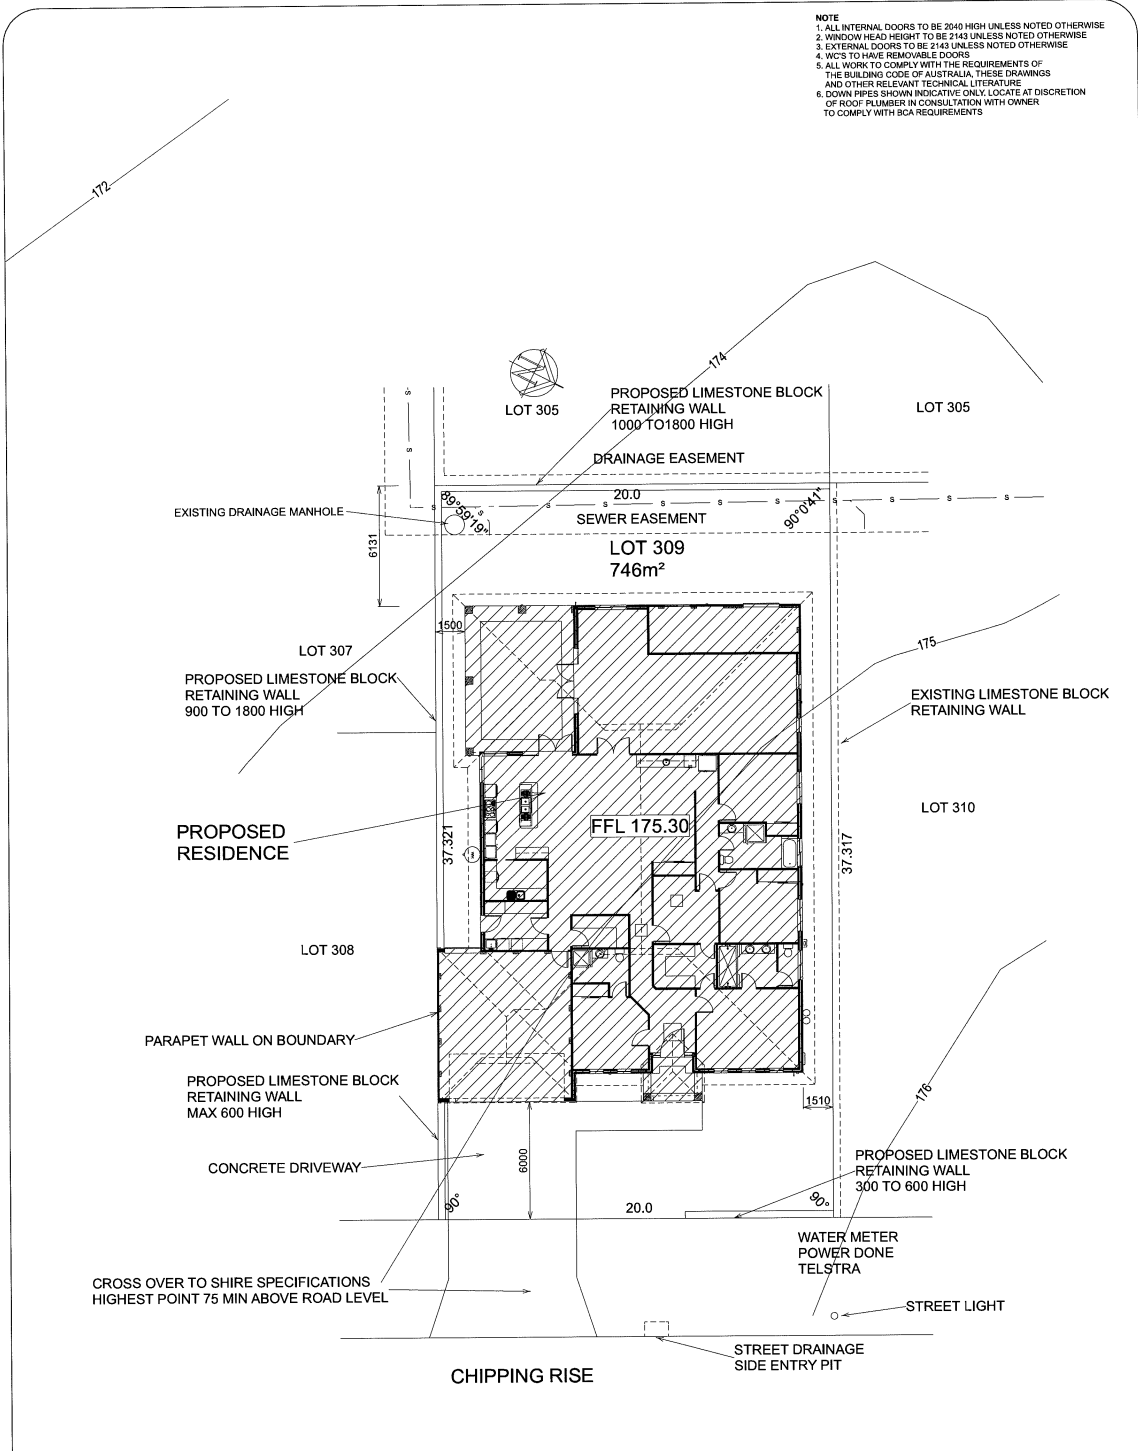 NOTE
1. ALL INTERNAL DOORS TO BE 2040 HIGH UNLESS NOTED OTHERWISE
2. WINDOW HEAD HEIGHT TO BE 2143 UNLESS NOTED OTHERWISE
3. EXTERNAL DOORS TO BE 2143 UNLESS NOTED OTHERWISE
4. WC'S TO HAVE REMOVABLE DOORS
5. ALL WORK TO COMPLY WITH THE REQUIREMENTS OF
THE BUILDING CODE OF AUSTRALIA, THESE DRAWINGS
AND OTHER RELEVANT TECHNICAL LITERATURE
6. DOWN PIPES SHOWN INDICATIVE ONLY. LOCATE AT DISCRETION
OF ROOF PLUMBER IN CONSULTATION WITH OWNER
TO COMPLY WITH BCA REQUIREMENTS
172
174
LOT 305
PROPOSED LIMESTONE BLOCK
RETAINING WALL
1000 TO1800 HIGH
LOT 305
DRAINAGE EASEMENT
S
S
20.0
89°59'19"
90°0'41"
S
S
S
S
S
S
S
S
EXISTING DRAINAGE MANHOLE
SEWER EASEMENT
6131
LOT 309
746m²
1500
LOT 307
175
PROPOSED LIMESTONE BLOCK
RETAINING WALL
900 TO 1800 HIGH
EXISTING LIMESTONE BLOCK
RETAINING WALL
LOT 310
PROPOSED
RESIDENCE
FFL 175.30
37.321
37.317
LOT 308
PARAPET WALL ON BOUNDARY
PROPOSED LIMESTONE BLOCK
RETAINING WALL
MAX 600 HIGH
176
1510
CONCRETE DRIVEWAY
6000
PROPOSED LIMESTONE BLOCK
RETAINING WALL
300 TO 600 HIGH
90°
20.0
90°
WATER METER
POWER DONE
TELSTRA
CROSS OVER TO SHIRE SPECIFICATIONS
HIGHEST POINT 75 MIN ABOVE ROAD LEVEL
STREET LIGHT
STREET DRAINAGE
SIDE ENTRY PIT
CHIPPING RISE